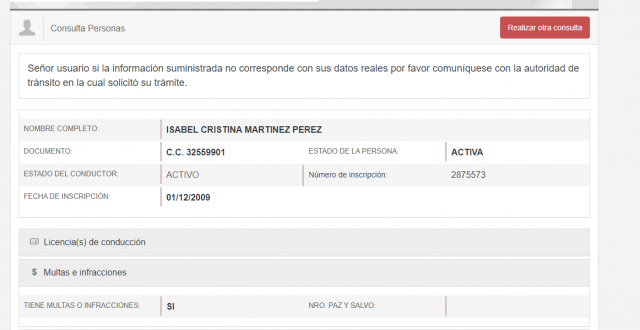 Consulta Personas
Realizar otra consulta
Señor usuario si la información suministrada no corresponde con sus datos reales por favor comuníquese con la autoridad de
tránsito en la cual solicitó su trámite.
NOMBRE COMPLETO: ISABEL CRISTINA MARTINEZ PEREZ
DOCUMENTO: C.C. 32559901 ESTADO DE LA PERSONA: ACTIVA
ESTADO DEL CONDUCTOR: ACTIVO Número de inscripción: 2875573
FECHA DE INSCRIPCIÓN: 01/12/2009
Licencia(s) de conducción
$ Multas e infracciones
TIENE MULTAS O INFRACCIONES: SI NRO. PAZ Y SALVO: